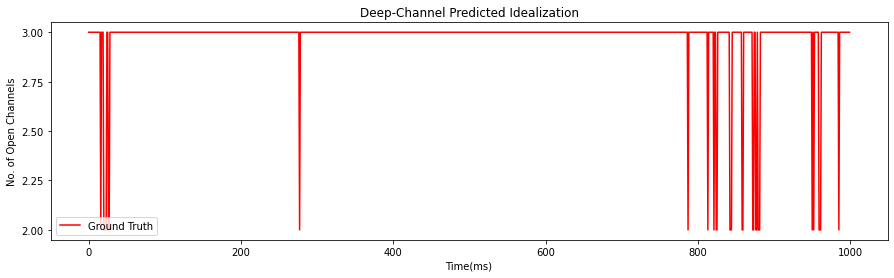 Deep-Channel Predicted Idealization
No. of Open Channels
3.00
2.75
2.50
2.25
2.00
Ground Truth
0
200
400
600
800
1000
Time(ms)